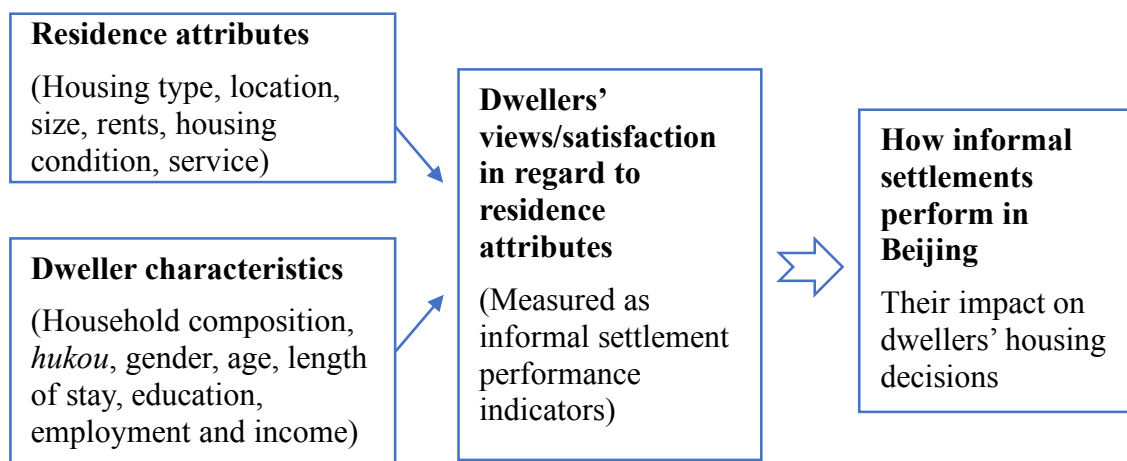 Residence attributes
(Housing type, location,
size, rents, housing
condition, service)
Dweller characteristics
(Household composition,
hukou, gender, age, length
of stay, education,
employment and income)
Dwellers’
views/satisfaction
in regard to
residence
attributes
(Measured as
informal settlement
performance
indicators)
How informal
settlements
perform in
Beijing
Their impact on
dwellers’ housing
decisions